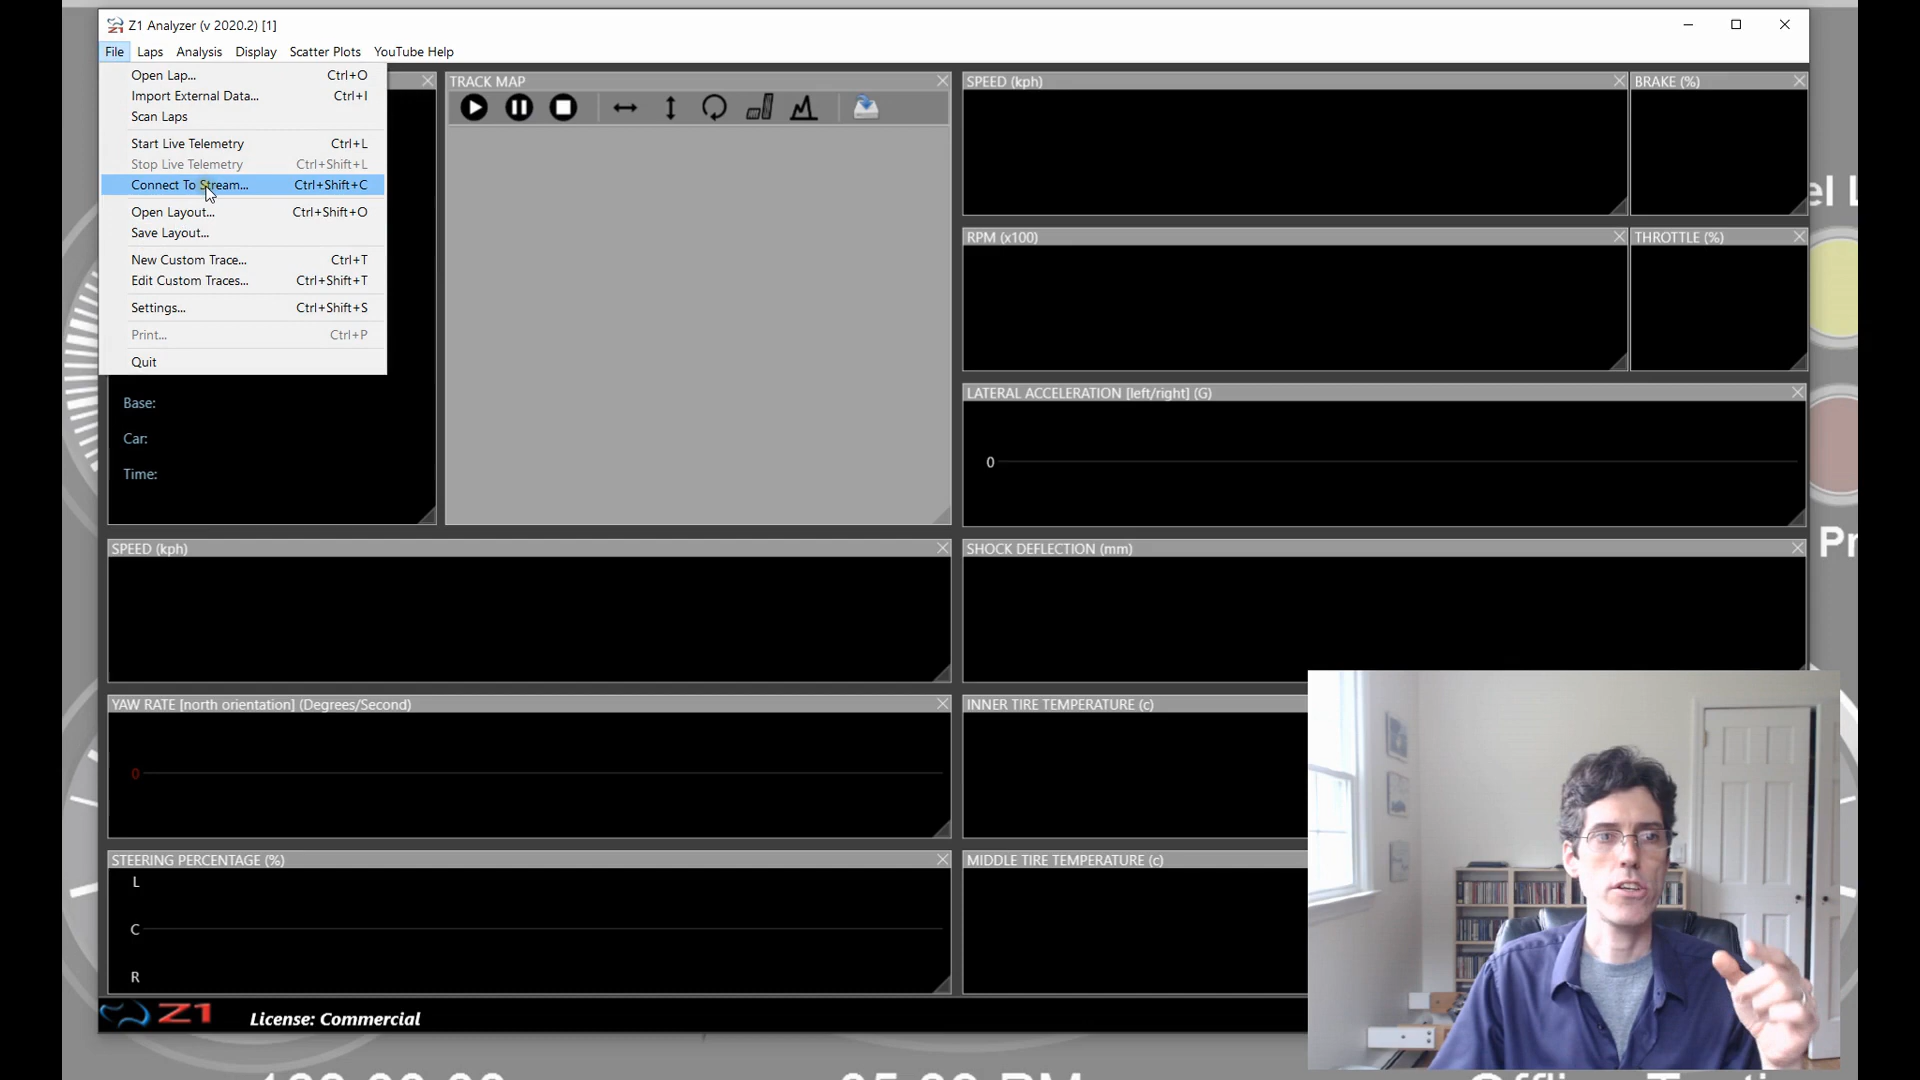 Z1 Analyzer (v 2020.2) [1]
File Laps Analysis Display Scatter Plots YouTube Help
Open Lap... Ctrl+O
Import External Data... Ctrl+I
Scan Laps
Start Live Telemetry Ctrl+L
Stop Live Telemetry Ctrl+Shift+L
Connect To Stream... Ctrl+Shift+C
Open Layout... Ctrl+Shift+O
Save Layout...
New Custom Trace... Ctrl+T
Edit Custom Traces... Ctrl+Shift+T
Settings... Ctrl+Shift+S
Print... Ctrl+P
Quit
Base:
Car:
Time:
TRACK MAP
SPEED (kph)
BRAKE (%)
RPM (x100)
THROTTLE (%)
LATERAL ACCELERATION [left/right] (G)
0
SPEED (kph)
SHOCK DEFLECTION (mm)
YAW RATE [north orientation] (Degrees/Second)
0
INNER TIRE TEMPERATURE (c)
STEERING PERCENTAGE (%)
L
C
R
MIDDLE TIRE TEMPERATURE (c)
Z1 License: Commercial
el L
Pr